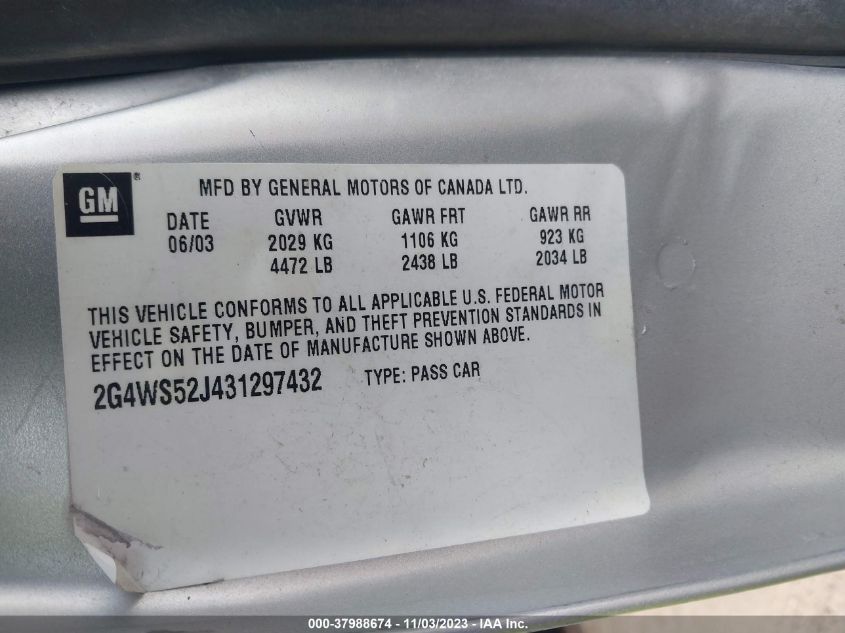 GM ®
MFD BY GENERAL MOTORS OF CANADA LTD.
DATE GVWR GAWR FRT GAWR RR
06/03 2029 KG 1106 KG 923 KG
4472 LB 2438 LB 2034 LB
THIS VEHICLE CONFORMS TO ALL APPLICABLE U.S. FEDERAL MOTOR
VEHICLE SAFETY, BUMPER, AND THEFT PREVENTION STANDARDS IN
EFFECT ON THE DATE OF MANUFACTURE SHOWN ABOVE.
2G4WS52J431297432 TYPE: PASS CAR
000-37988674 - 11/03/2023 - IAA Inc.